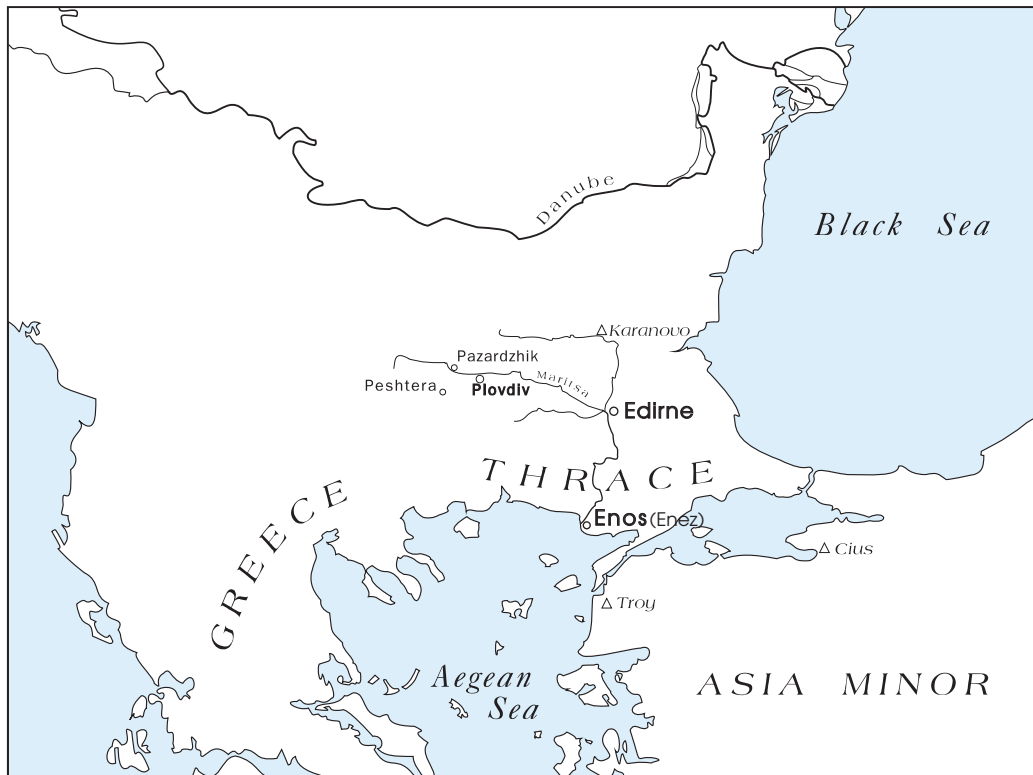 Danube
Black Sea
Karanovo
Pazardzhik
Peshtera
Plovdiv
Maritsa
Edirne
THRACE
GREECE
Enos (Enez)
Cius
Troy
Aegean
Sea
ASIA MINOR